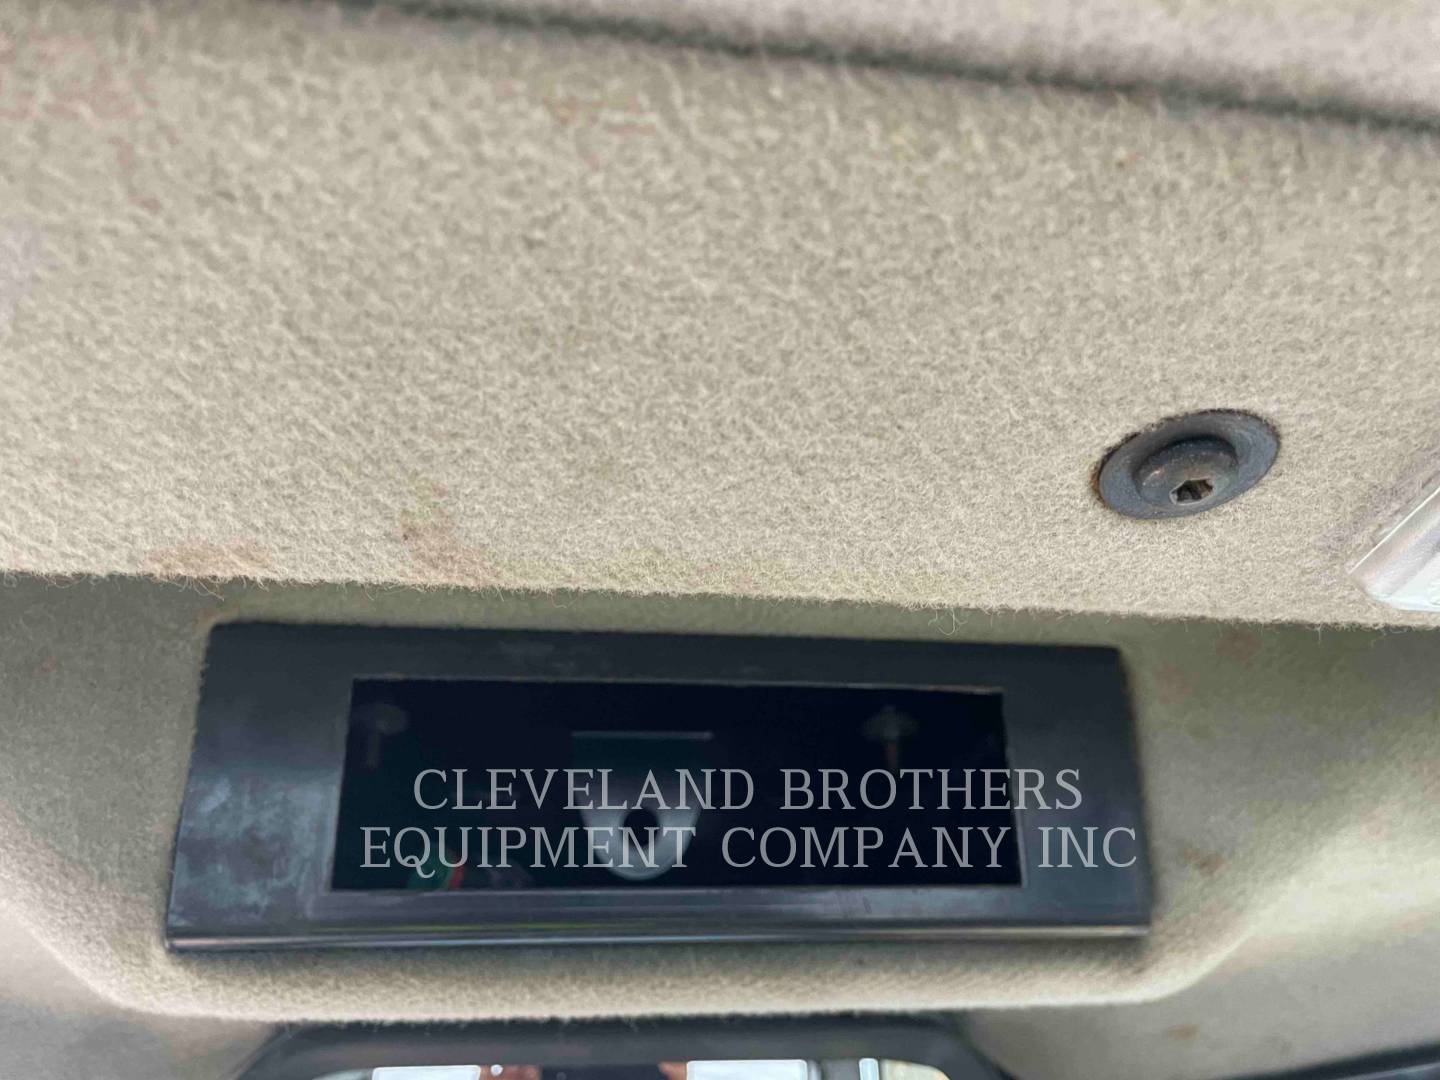 CLEVELAND BROTHERS
EQUIPMENT COMPANY INC